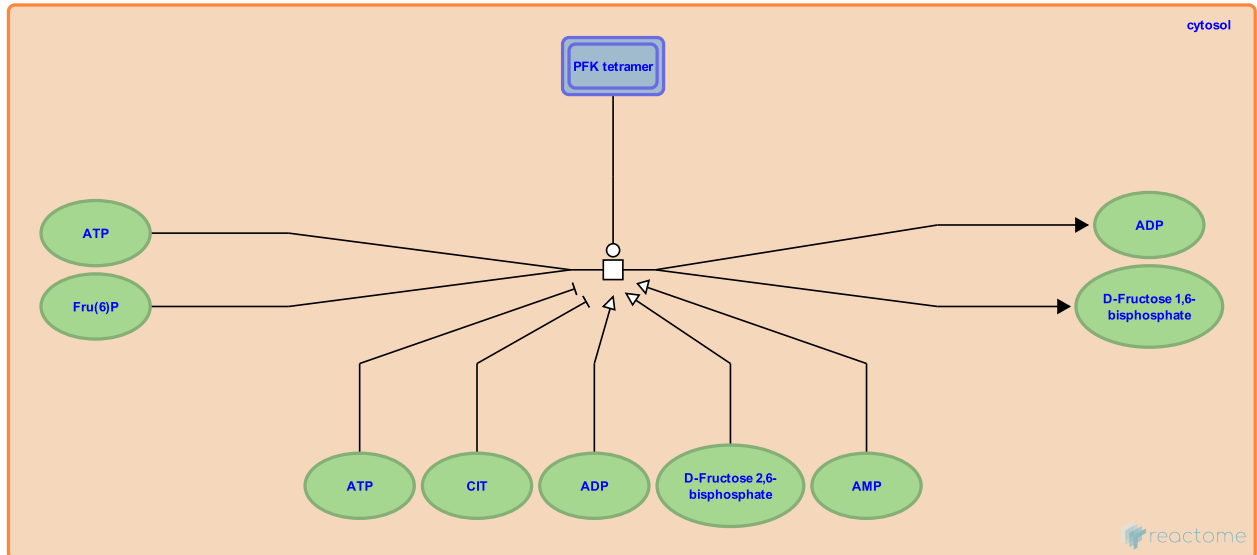 cytosol
PFK tetramer
ATP
ADP
Fru(6)P
D-Fructose 1,6-
bisphosphate
ATP
CIT
ADP
D-Fructose 2,6-
bisphosphate
AMP
reactome